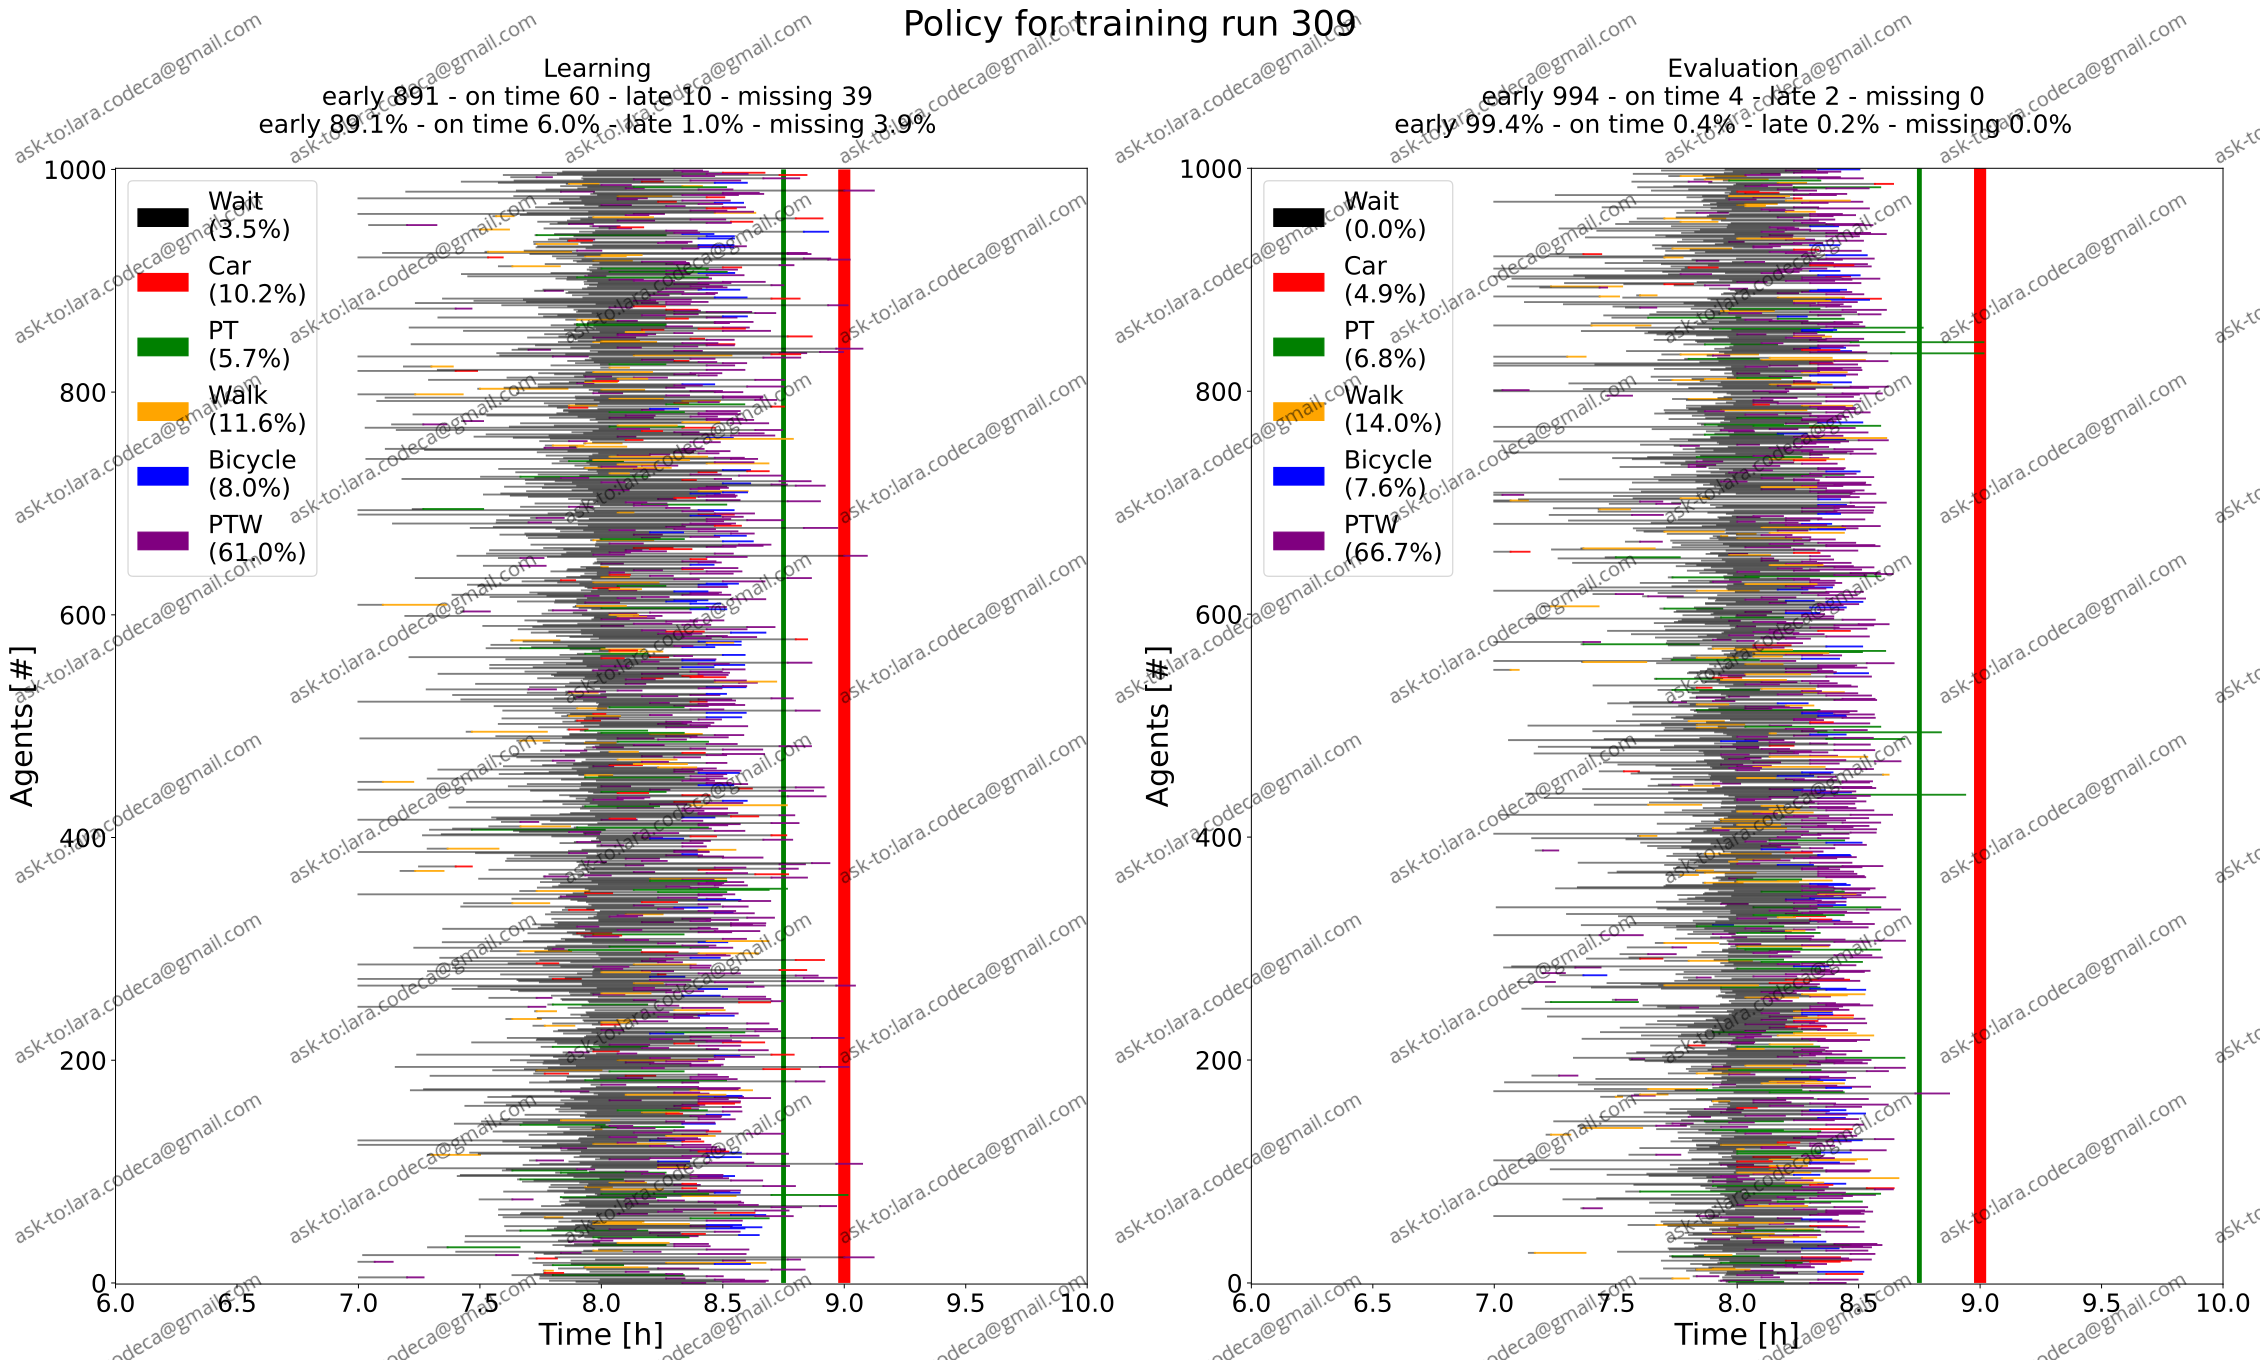 Policy for training run 309
Learning
early 891 - on time 60 - late 10 - missing 39
early 89.1% - on time 6.0% - late 1.0% - missing 3.9%
Wait
(3.5%)
Car
(10.2%)
PT
(5.7%)
Walk
(11.6%)
Bicycle
(8.0%)
PTW
(61.0%)
1000
800
600
400
200
0
Agents [#]
6.0 6.5 7.0 7.5 8.0 8.5 9.0 9.5 10.0
Time [h]
Evaluation
early 994 - on time 4 - late 2 - missing 0
early 99.4% - on time 0.4% - late 0.2% - missing 0.0%
Wait
(0.0%)
Car
(4.9%)
PT
(6.8%)
Walk
(14.0%)
Bicycle
(7.6%)
PTW
(66.7%)
1000
800
600
400
200
0
Agents [#]
6.0 6.5 7.0 7.5 8.0 8.5 9.0 9.5 10.0
Time [h]
ask-to:lara.codeca@gmail.com